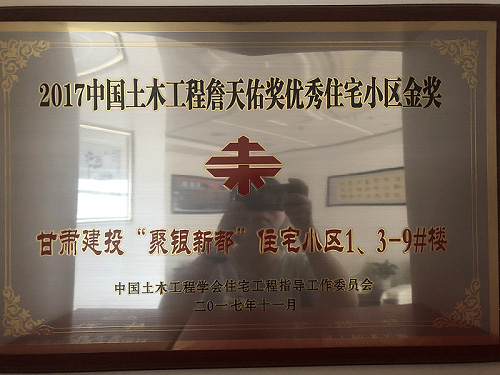 2017中国土木工程詹天佑奖优秀住宅小区金奖
甘肃建投“聚银新都”住宅小区1、3-9#楼
中国土木工程学会住宅工程指导工作委员会
二〇一七年十一月